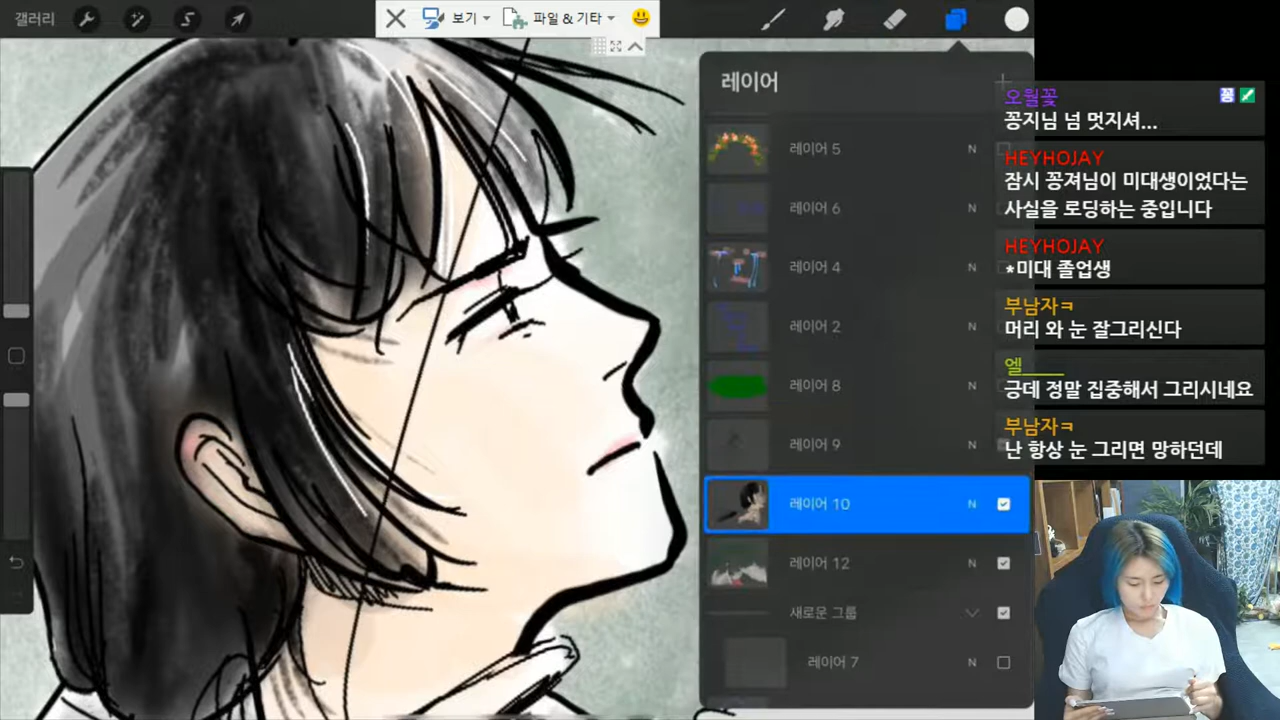 갤러리
보기
파일 & 기타
레이어
레이어 5
N
레이어 6
N
레이어 4
N
레이어 2
N
레이어 8
N
레이어 9
N
레이어 10
N
레이어 12
N
새로운 그룹
레이어 7
N
오월꽃
꽁
꽁지님 넘 멋지셔...
HEYHOJAY
잠시 꽁져님이 미대생이었다는
사실을 로딩하는 중입니다
HEYHOJAY
*미대 졸업생
부남자ㅋ
머리 와 눈 잘그리신다
엘____
긍데 정말 집중해서 그리시네요
부남자ㅋ
난 항상 눈 그리면 망하던데